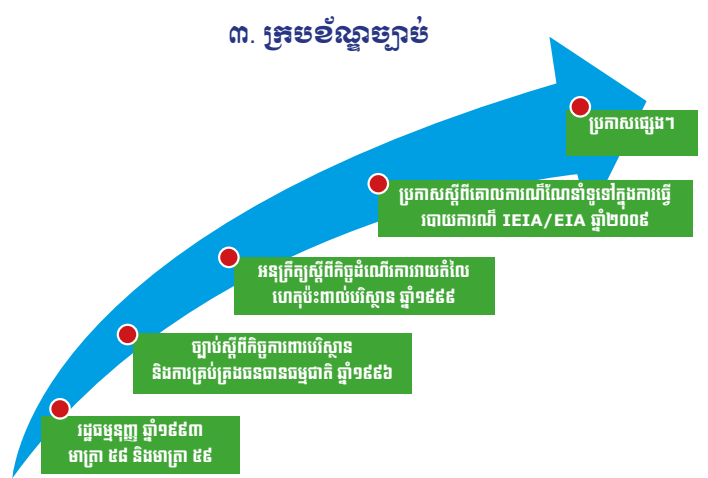 ៣. ក្របខ័ណ្ឌច្បាប់
ប្រកាសផ្សេងៗ
ប្រកាសស្តីពីគោលការណ៏ណែនាំទូទៅក្នុងការធ្វើ
របាយការណ៏ IEIA/EIA ឆ្នាំ២០០៩
អនុក្រឹត្យស្តីពីកិច្ចដំណើរការវាយតំលៃ
ហេតុប៉ះពាល់បរិស្ថាន ឆ្នាំ១៩៩៩
ច្បាប់ស្តីពីកិច្ចការពារបរិស្ថាន
និងការគ្រប់គ្រងធនធានធម្មជាតិ ឆ្នាំ១៩៩៦
រដ្ឋធម្មនុញ្ញ ឆ្នាំ១៩៩៣
មាត្រា ៥៨ និងមាត្រា ៥៩